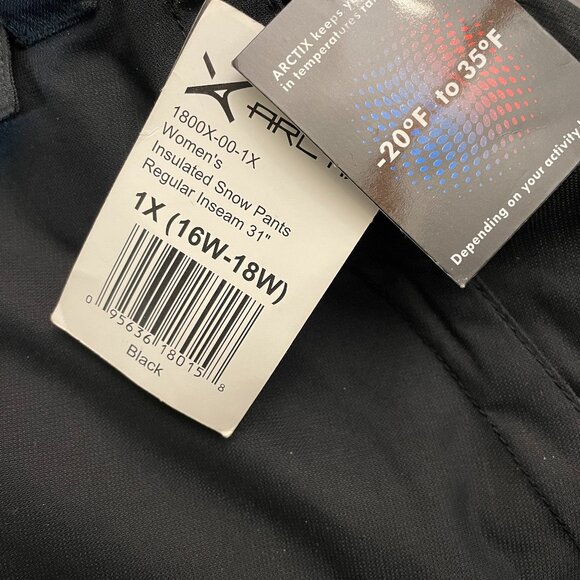 ARCTIX
1800X-00-1X
Women's
Insulated Snow Pants
Regular Inseam 31"
1X (16W-18W)
0 95636 18015 8
Black
ARCTIX keeps
in temperatures
-20°F to 35°F
Depending on your activity